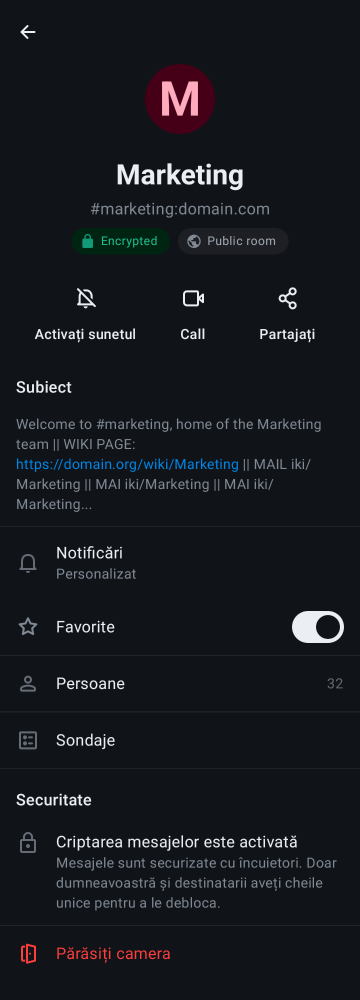 M
Marketing
#marketing:domain.com
Encrypted Public room
Activați sunetul Call Partajați
Subiect
Welcome to #marketing, home of the Marketing
team || WIKI PAGE:
https://domain.org/wiki/Marketing || MAIL iki/
Marketing || MAI iki/Marketing || MAI iki/
Marketing...
Notificări
Personalizat
Favorite
Persoane 32
Sondaje
Securitate
Criptarea mesajelor este activată
Mesajele sunt securizate cu încuietori. Doar
dumneavoastră și destinatarii aveți cheile
unice pentru a le debloca.
Părăsiți camera